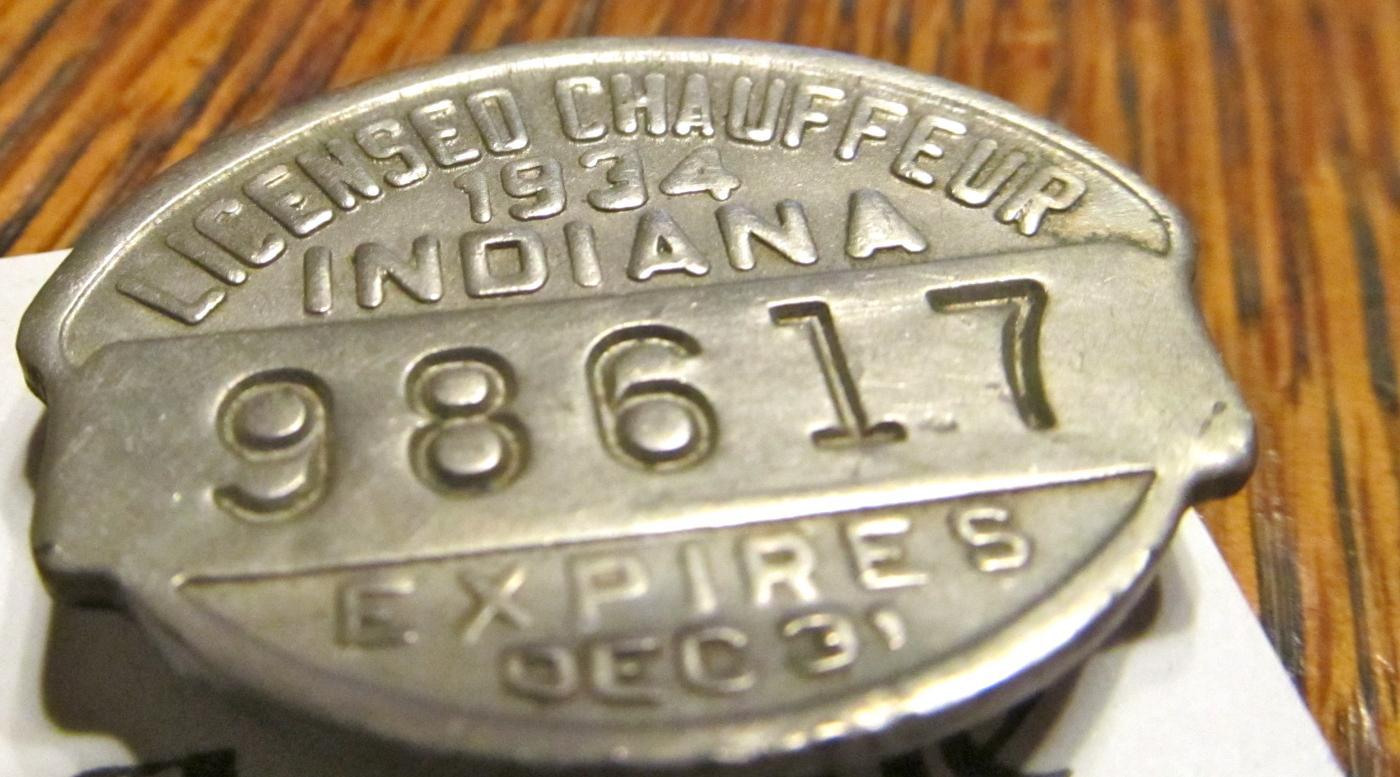 LICENSED CHAUFFEUR
1934
INDIANA
98617
EXPIRES
DEC 31